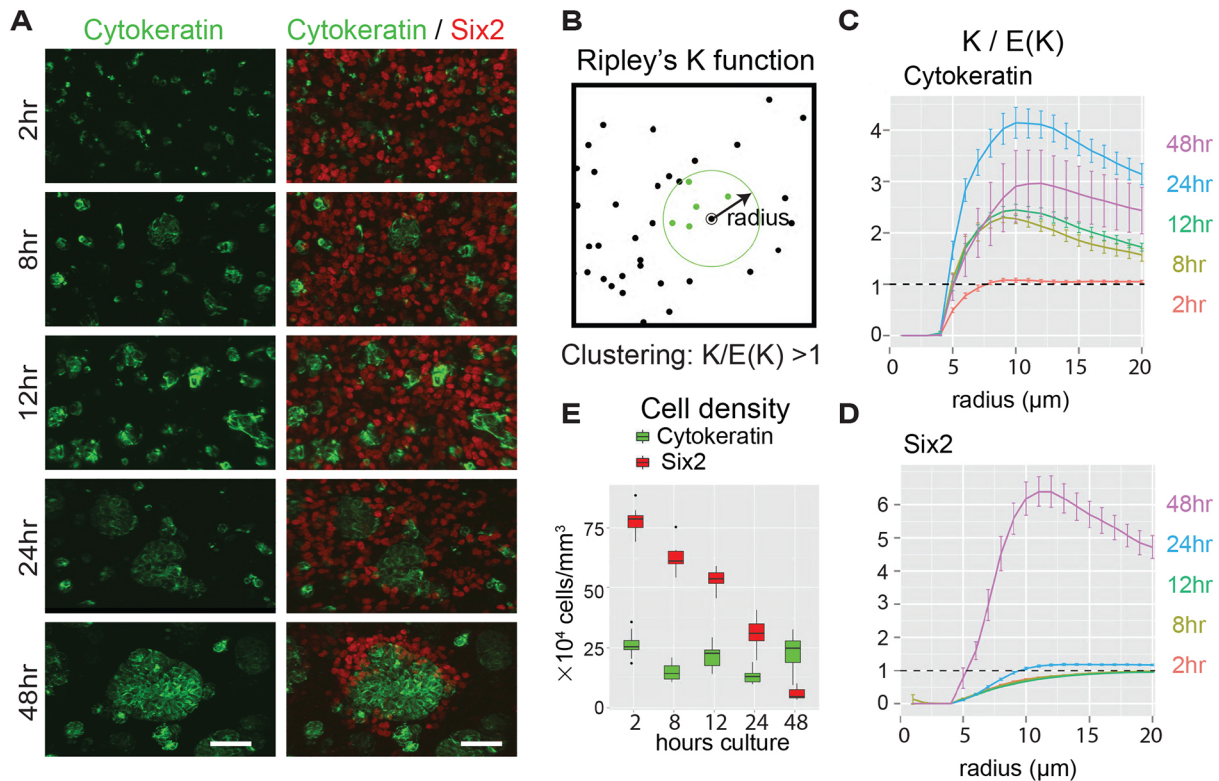 A
Cytokeratin
Cytokeratin / Six2
2hr
8hr
12hr
24hr
48hr
B
Ripley's K function
radius
Clustering: K/E(K) >1
C
K / E(K)
Cytokeratin
4
3
2
1
0
0 5 10 15 20
radius (µm)
48hr
24hr
12hr
8hr
2hr
E
Cell density
Cytokeratin
Six2
×10⁴ cells/mm³
75
50
25
0
2 8 12 24 48
hours culture
D
Six2
6
5
4
3
2
1
0
0 5 10 15 20
radius (µm)
48hr
24hr
12hr
8hr
2hr